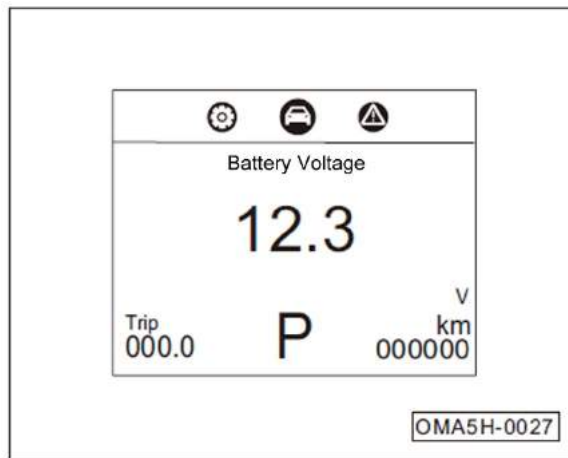 Battery Voltage
12.3
V
Trip
km
000.0
P
000000
OMA5H-0027